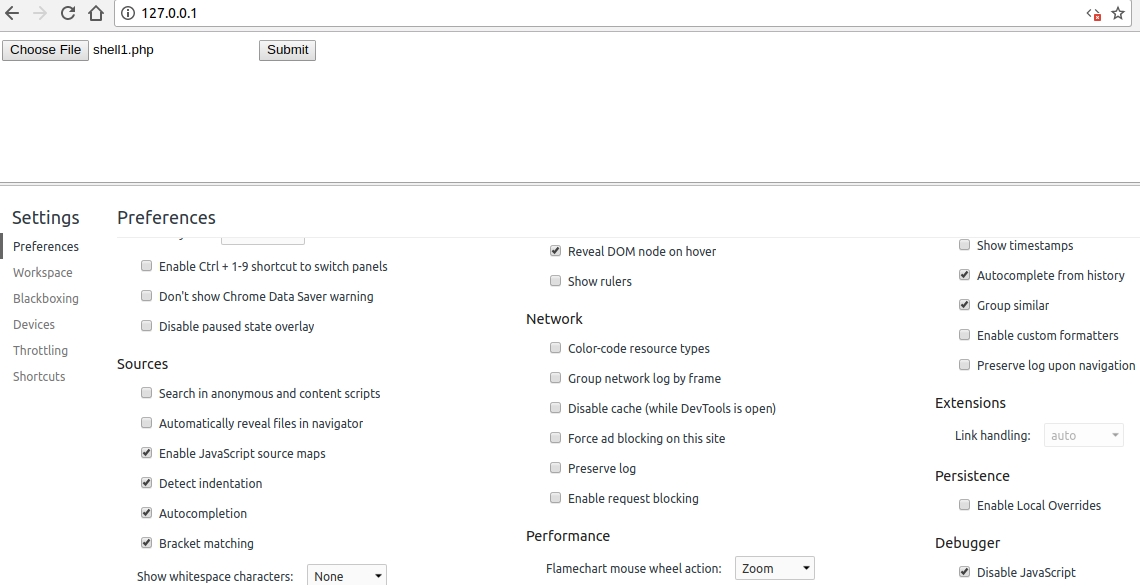 127.0.0.1
Choose File shell1.php Submit
Settings
Preferences
Workspace
Blackboxing
Devices
Throttling
Shortcuts
Preferences
Enable Ctrl + 1-9 shortcut to switch panels
Don't show Chrome Data Saver warning
Disable paused state overlay
Sources
Search in anonymous and content scripts
Automatically reveal files in navigator
Enable JavaScript source maps
Detect indentation
Autocompletion
Bracket matching
Show whitespace characters: None
Reveal DOM node on hover
Show rulers
Network
Color-code resource types
Group network log by frame
Disable cache (while DevTools is open)
Force ad blocking on this site
Preserve log
Enable request blocking
Performance
Flamechart mouse wheel action: Zoom
Show timestamps
Autocomplete from history
Group similar
Enable custom formatters
Preserve log upon navigation
Extensions
Link handling: auto
Persistence
Enable Local Overrides
Debugger
Disable JavaScript